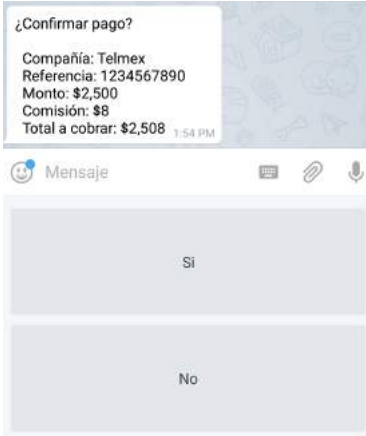 ¿Confirmar pago?
Compañía: Telmex
Referencia: 1234567890
Monto: $2,500
Comisión: $8
Total a cobrar: $2,508 1:54 PM
Mensaje
Si
No